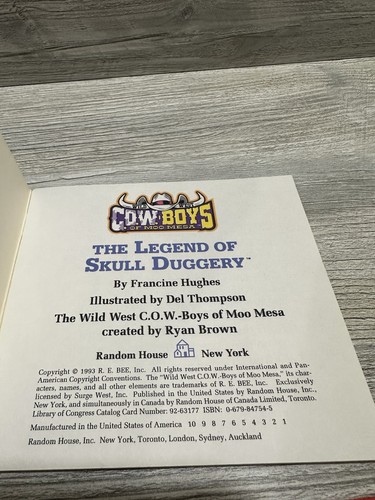 WILD WEST
C.O.W.-BOYS
OF MOO MESA™
THE LEGEND OF
SKULL DUGGERY™
By Francine Hughes
Illustrated by Del Thompson
The Wild West C.O.W.-Boys of Moo Mesa
created by Ryan Brown
Random House New York
Copyright © 1993 R. E. BEE, Inc. All rights reserved under International and Pan-
American Copyright Conventions. The "Wild West C.O.W.-Boys of Moo Mesa", its char-
acters, names, and all other elements are trademarks of R. E. BEE, Inc. Exclusively
licensed by Surge West, Inc. Published in the United States by Random House, Inc.,
New York, and simultaneously in Canada by Random House of Canada Limited, Toronto.
Library of Congress Catalog Card Number: 92-63177 ISBN: 0-679-84754-5
Manufactured in the United States of America 10 9 8 7 6 5 4 3 2 1
Random House, Inc. New York, Toronto, London, Sydney, Auckland